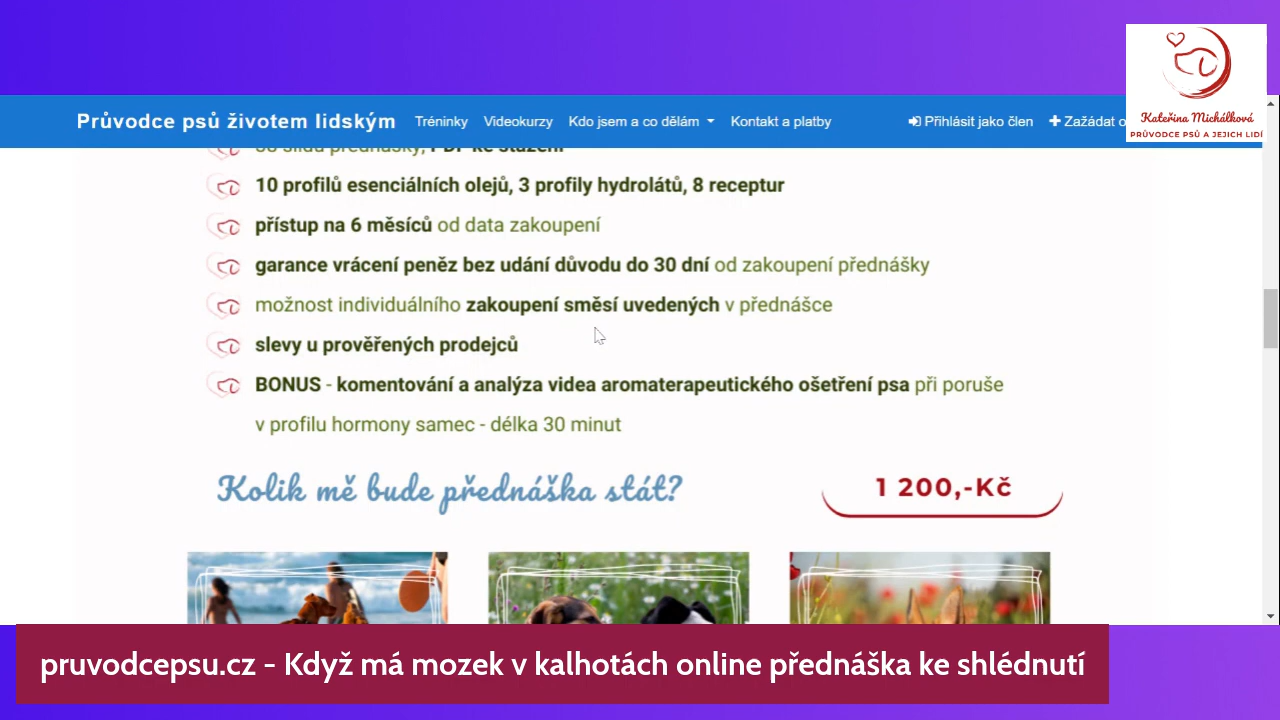 Kateřina Michálková
PRŮVODCE PSŮ A JEJICH LIDÍ
Průvodce psů životem lidským
Tréninky
Videokurzy
Kdo jsem a co dělám
Kontakt a platby
Přihlásit jako člen
Zažádat o
10 profilů esenciálních olejů, 3 profily hydrolátů, 8 receptur
přístup na 6 měsíců od data zakoupení
garance vrácení peněz bez udání důvodu do 30 dní od zakoupení přednášky
možnost individuálního zakoupení směsí uvedených v přednášce
slevy u prověřených prodejců
BONUS - komentování a analýza videa aromaterapeutického ošetření psa při poruše
v profilu hormony samec - délka 30 minut
Kolik mě bude přednáška stát?
1 200,-Kč
pruvodcepsu.cz - Když má mozek v kalhotách online přednáška ke shlédnutí